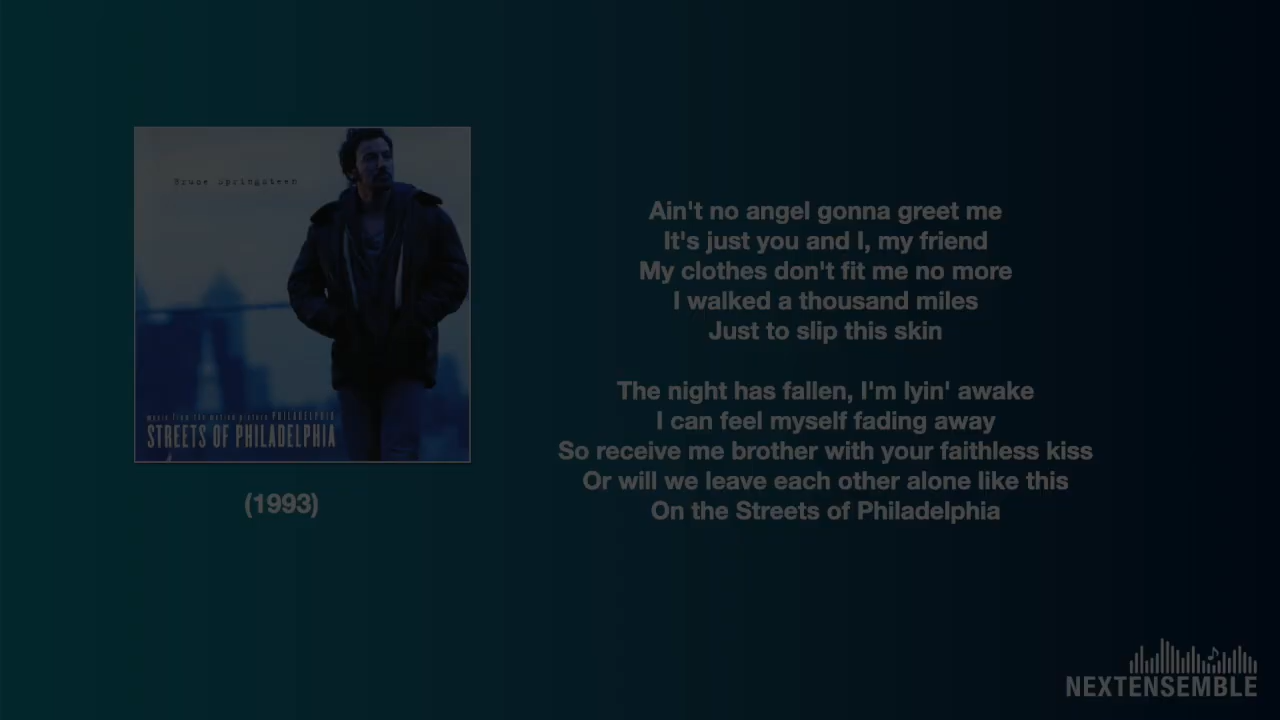 Bruce Springsteen
music from the motion picture PHILADELPHIA
STREETS OF PHILADELPHIA
(1993)
Ain't no angel gonna greet me
It's just you and I, my friend
My clothes don't fit me no more
I walked a thousand miles
Just to slip this skin
The night has fallen, I'm lyin' awake
I can feel myself fading away
So receive me brother with your faithless kiss
Or will we leave each other alone like this
On the Streets of Philadelphia
NEXTENSEMBLE